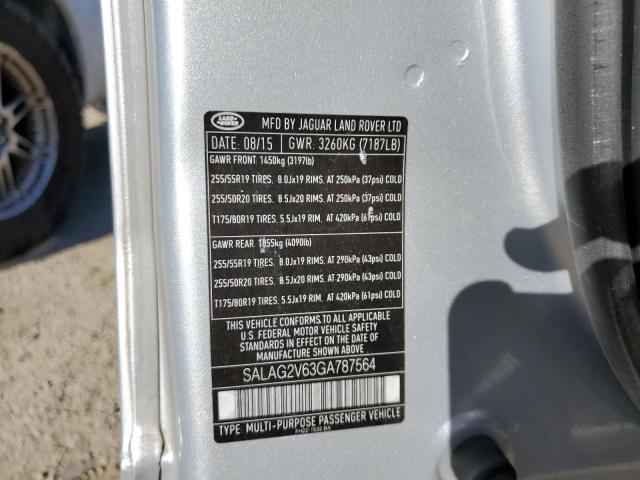 LAND ROVER
MFD BY JAGUAR LAND ROVER LTD
DATE: 08/15 GWR: 3260KG (7187LB)
GAWR FRONT: 1450kg (3197lb)
255/55R19 TIRES. 8.0Jx19 RIMS. AT 250kPa (37psi) COLD
255/50R20 TIRES. 8.5Jx20 RIMS. AT 250kPa (37psi) COLD
T175/80R19 TIRES. 5.5Jx19 RIM. AT 420kPa (61psi) COLD
GAWR REAR 1855kg (4090lb)
255/55R19 TIRES. 8.0Jx19 RIMS. AT 290kPa (43psi) COLD
255/50R20 TIRES. 8.5Jx20 RIMS. AT 290kPa (43psi) COLD
T175/80R19 TIRES. 5.5Jx19 RIM. AT 420kPa (61psi) COLD
THIS VEHICLE CONFORMS TO ALL APPLICABLE
U.S. FEDERAL MOTOR VEHICLE SAFETY
STANDARDS IN EFFECT ON THE DATE OF
MANUFACTURE SHOWN ABOVE.
SALAG2V63GA787564
TYPE: MULTI-PURPOSE PASSENGER VEHICLE